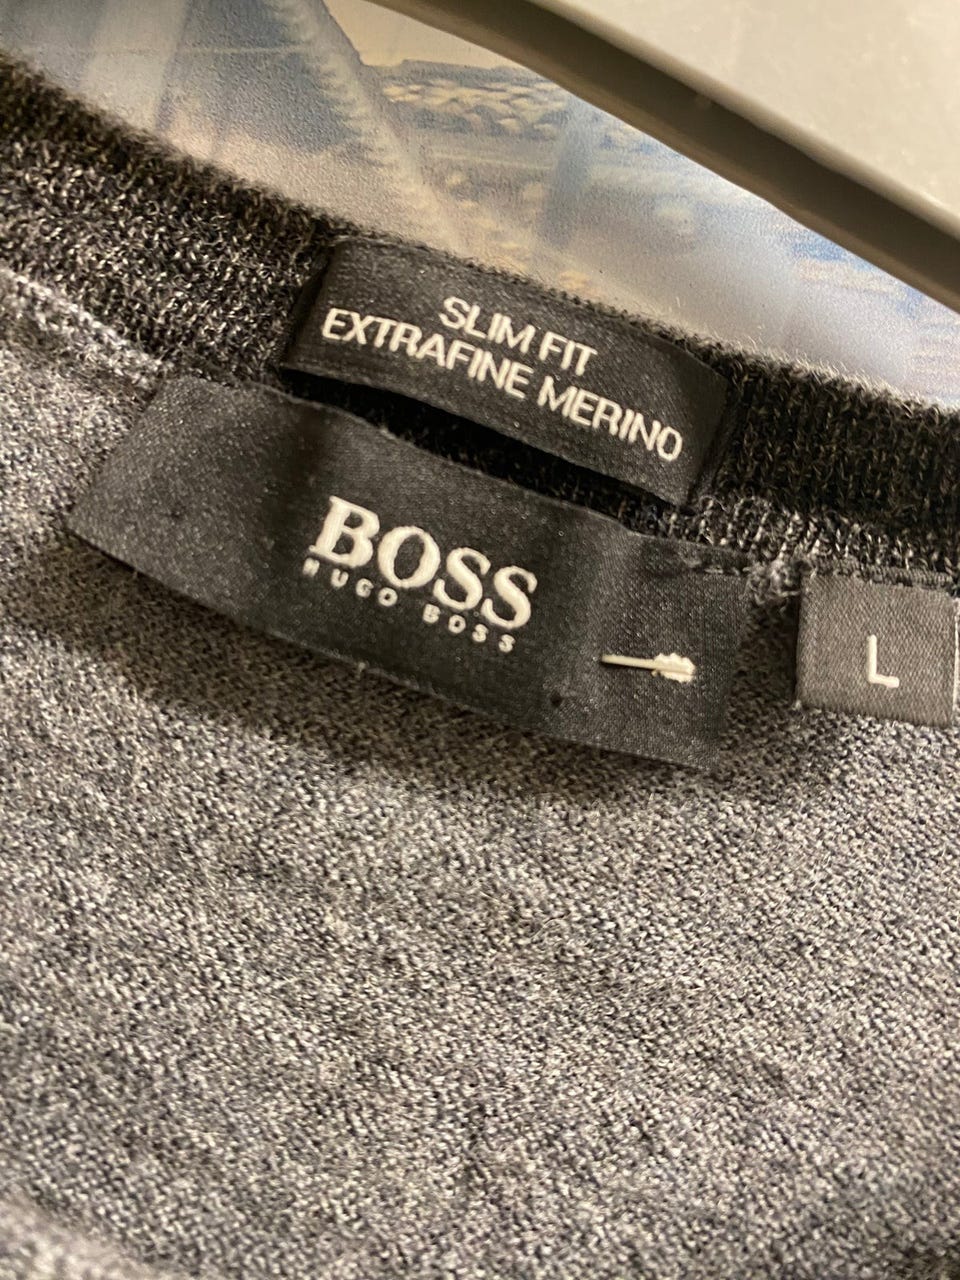 SLIM FIT
EXTRAFINE MERINO
BOSS
HUGO BOSS
L